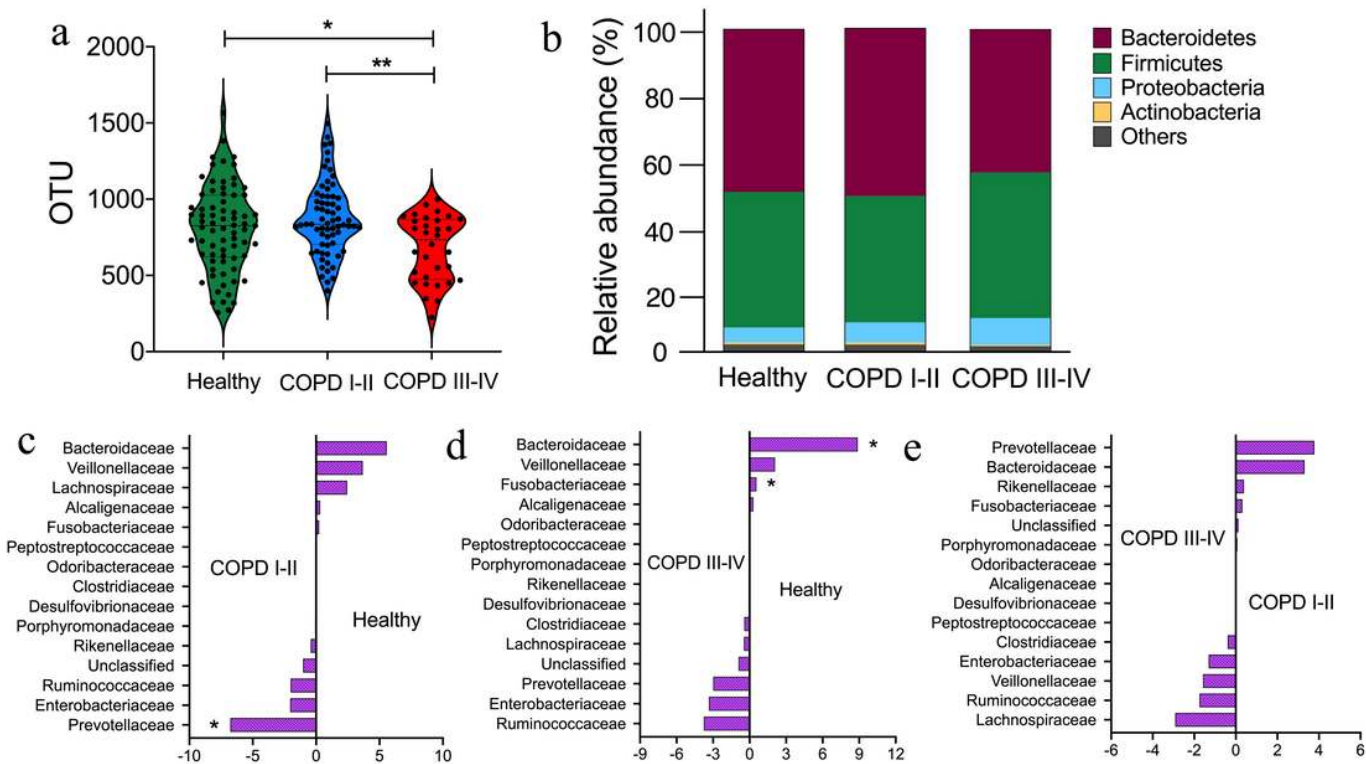 a
*
**
2000
1500
1000
500
0
OTU
Healthy
COPD I-II
COPD III-IV
b
Relative abundance (%)
100
80
60
40
20
0
Healthy
COPD I-II
COPD III-IV
Bacteroidetes
Firmicutes
Proteobacteria
Actinobacteria
Others
c
Bacteroidaceae
Veillonellaceae
Lachnospiraceae
Alcaligenaceae
Fusobacteriaceae
Peptostreptococcaceae
Odoribacteraceae
Clostridiaceae
Desulfovibrionaceae
Porphyromonadaceae
Rikenellaceae
Unclassified
Ruminococcaceae
Enterobacteriaceae
Prevotellaceae
COPD I-II
Healthy
*
-10 -5 0 5 10
d
Bacteroidaceae
Veillonellaceae
Fusobacteriaceae
Alcaligenaceae
Odoribacteraceae
Peptostreptococcaceae
Porphyromonadaceae
Rikenellaceae
Desulfovibrionaceae
Clostridiaceae
Lachnospiraceae
Unclassified
Prevotellaceae
Enterobacteriaceae
Ruminococcaceae
*
*
COPD III-IV
Healthy
-9 -6 -3 0 3 6 9 12
e
Prevotellaceae
Bacteroidaceae
Rikenellaceae
Fusobacteriaceae
Unclassified
Porphyromonadaceae
Odoribacteraceae
Alcaligenaceae
Desulfovibrionaceae
Peptostreptococcaceae
Clostridiaceae
Enterobacteriaceae
Veillonellaceae
Ruminococcaceae
Lachnospiraceae
COPD III-IV
COPD I-II
-6 -4 -2 0 2 4 6